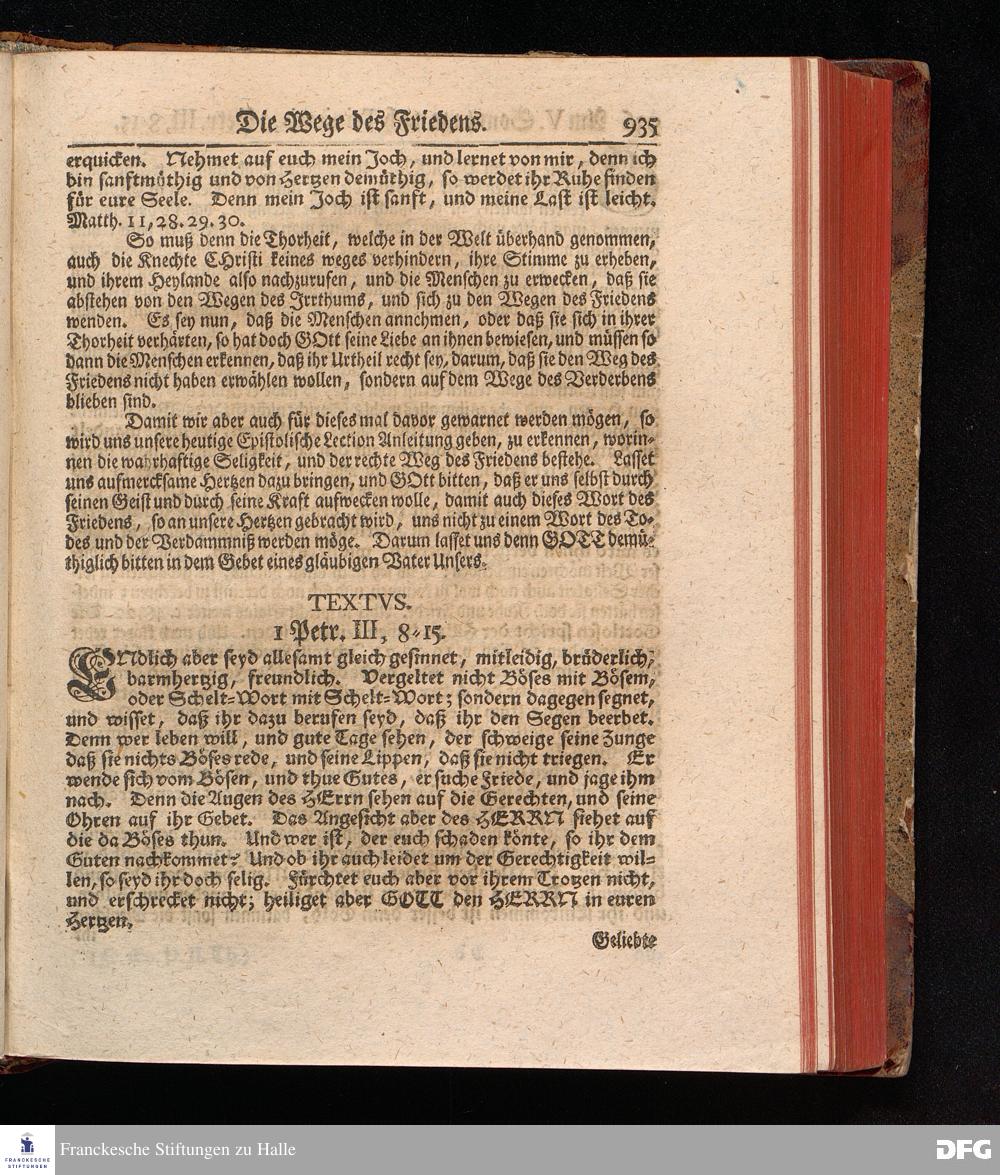 Die Wege des Friedens. 935
erquicken. Nehmet auf euch mein Joch, und lernet von mir, denn ich
bin sanftmüthig und von Hertzen demüthig, so werdet ihr Ruhe finden
für eure Seele. Denn mein Joch ist sanft, und meine Last ist leicht.
Matth. 11, 28. 29. 30.
So muß denn die Thorheit, welche in der Welt überhand genommen,
auch die Knechte CHristi keines weges verhindern, ihre Stimme zu erheben,
und ihrem Heylande also nachzurufen, und die Menschen zu erwecken, daß sie
abstehen von den Wegen des Irrthums, und sich zu den Wegen des Friedens
wenden. Es sey nun, daß die Menschen annehmen, oder daß sie sich in ihrer
Thorheit verhärten, so hat doch GOtt seine Liebe an ihnen bewiesen, und müssen so
dann die Menschen erkennen, daß ihr Urtheil recht sey, darum, daß sie den Weg des
Friedens nicht haben erwählen wollen, sondern auf dem Wege des Verderbens
blieben sind.
Damit wir aber auch für dieses mal davor gewarnet werden mögen, so
wird uns unsere heutige Epistolische Lection Anleitung geben, zu erkennen, worin-
nen die wahrhaftige Seligkeit, und der rechte Weg des Friedens bestehe. Lasset
uns aufmercksame Hertzen dazu bringen, und GOtt bitten, daß er uns selbst durch
seinen Geist und durch seine Kraft aufwecken wolle, damit auch dieses Wort des
Friedens, so an unsere Hertzen gebracht wird, uns nicht zu einem Wort des To-
des und der Verdammniß werden möge. Darum lasset uns denn GOTT demü-
thiglich bitten in dem Gebet eines gläubigen Vater Unsers.
TEXTVS.
1 Petr. III, 8-15.
ENdlich aber seyd allesamt gleich gesinnet, mitleidig, brüderlich,
barmhertzig, freundlich. Vergeltet nicht Böses mit Bösem,
oder Schelt-Wort mit Schelt-Wort; sondern dagegen segnet,
und wisset, daß ihr dazu berufen seyd, daß ihr den Segen beerbet.
Denn wer leben will, und gute Tage sehen, der schweige seine Zunge
daß sie nichts Böses rede, und seine Lippen, daß sie nicht triegen. Er
wende sich vom Bösen, und thue Gutes, er suche Friede, und jage ihm
nach. Denn die Augen des HErrn sehen auf die Gerechten, und seine
Ohren auf ihr Gebet. Das Angesicht aber des HERRN siehet auf
die da Böses thun. Und wer ist, der euch schaden könte, so ihr dem
Guten nachkommet? Und ob ihr auch leidet um der Gerechtigkeit wil-
len, so seyd ihr doch selig. Fürchtet euch aber vor ihrem Trotzen nicht,
und erschrecket nicht; heiliget aber GOTT den HERRN in euren
Hertzen.
Geliebte
FRANCKESCHE
STIFTUNGEN
Franckesche Stiftungen zu Halle
DFG